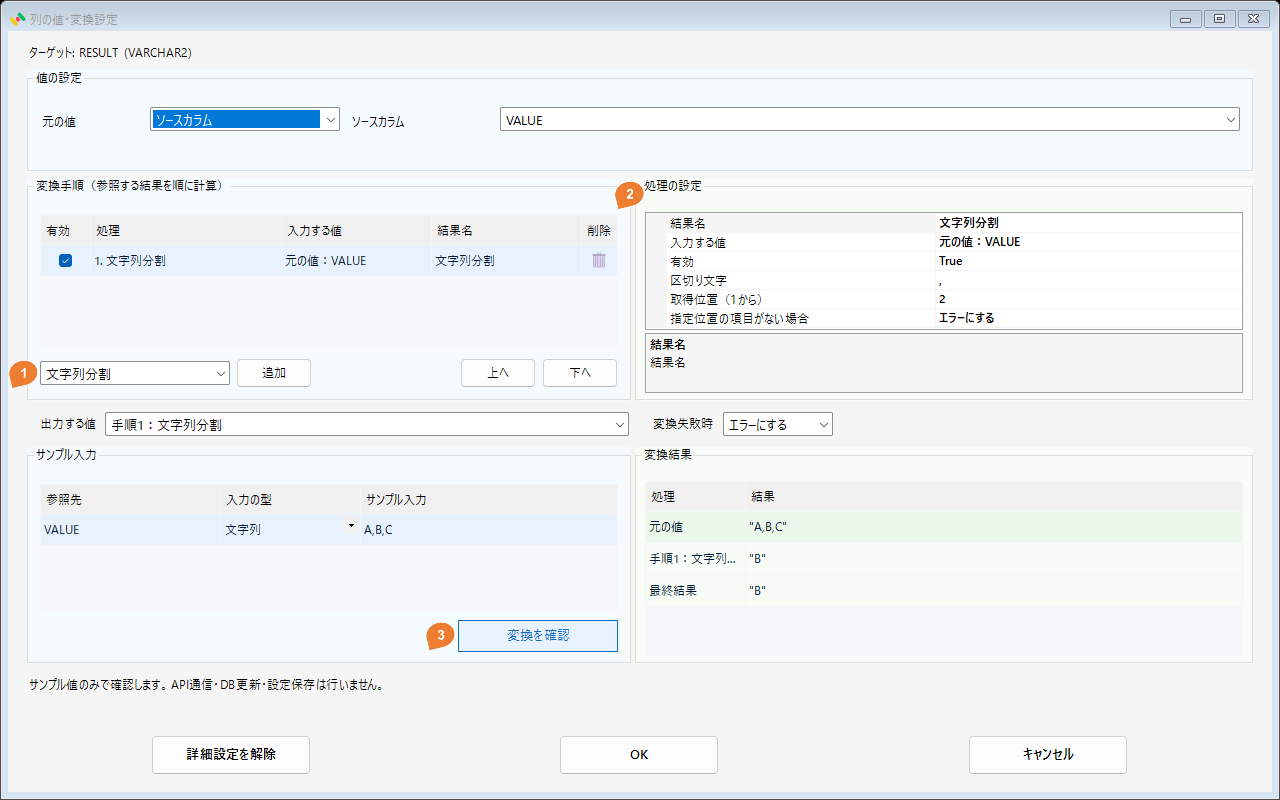 列の値・変換設定
ターゲット: RESULT (VARCHAR2)
値の設定
元の値 ソースカラム ソースカラム VALUE
変換手順（参照する結果を順に計算）
有効 処理 入力する値 結果名 削除
1. 文字列分割 元の値：VALUE 文字列分割
1 文字列分割 追加 上へ 下へ
2 処理の設定
結果名 文字列分割
入力する値 元の値：VALUE
有効 True
区切り文字 ,
取得位置（1から） 2
指定位置の項目がない場合 エラーにする
結果名
結果名
出力する値 手順1：文字列分割 変換失敗時 エラーにする
サンプル入力
参照先 入力の型 サンプル入力
VALUE 文字列 A,B,C
3 変換を確認
変換結果
処理 結果
元の値 "A,B,C"
手順1：文字列... "B"
最終結果 "B"
サンプル値のみで確認します。API通信・DB更新・設定保存は行いません。
詳細設定を解除 OK キャンセル